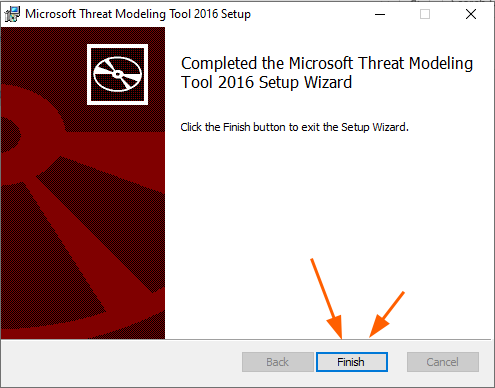 Microsoft Threat Modeling Tool 2016 Setup
Completed the Microsoft Threat Modeling
Tool 2016 Setup Wizard
Click the Finish button to exit the Setup Wizard.
Back
Finish
Cancel